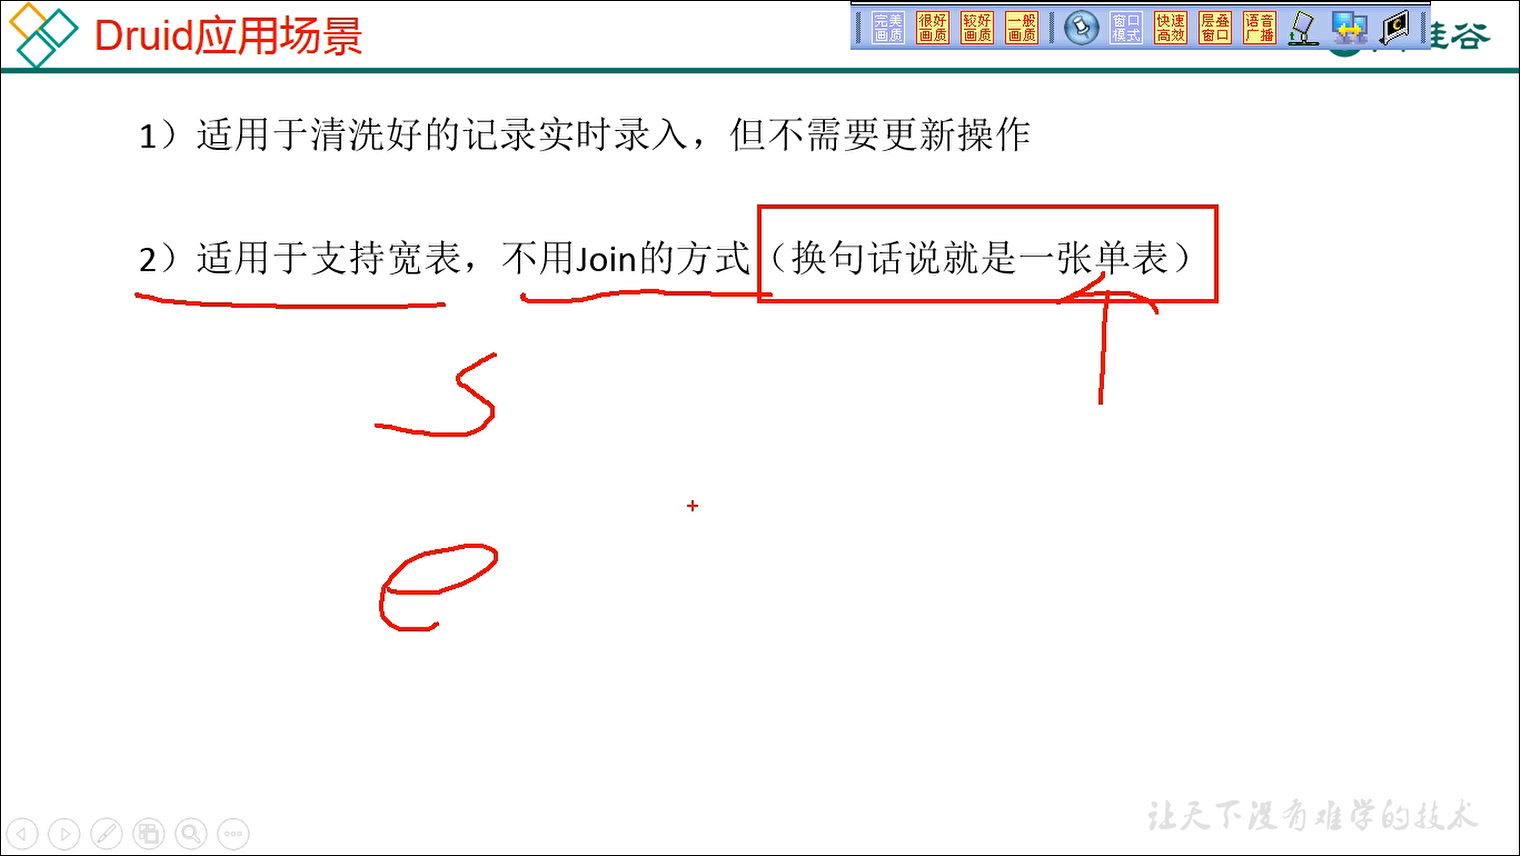 Druid应用场景
完美画质 很好画质 较好画质 一般画质 窗口模式 快速高效 层叠窗口 语音广播
谷
1）适用于清洗好的记录实时录入，但不需要更新操作
2）适用于支持宽表，不用Join的方式（换句话说就是一张单表）
让天下没有难学的技术